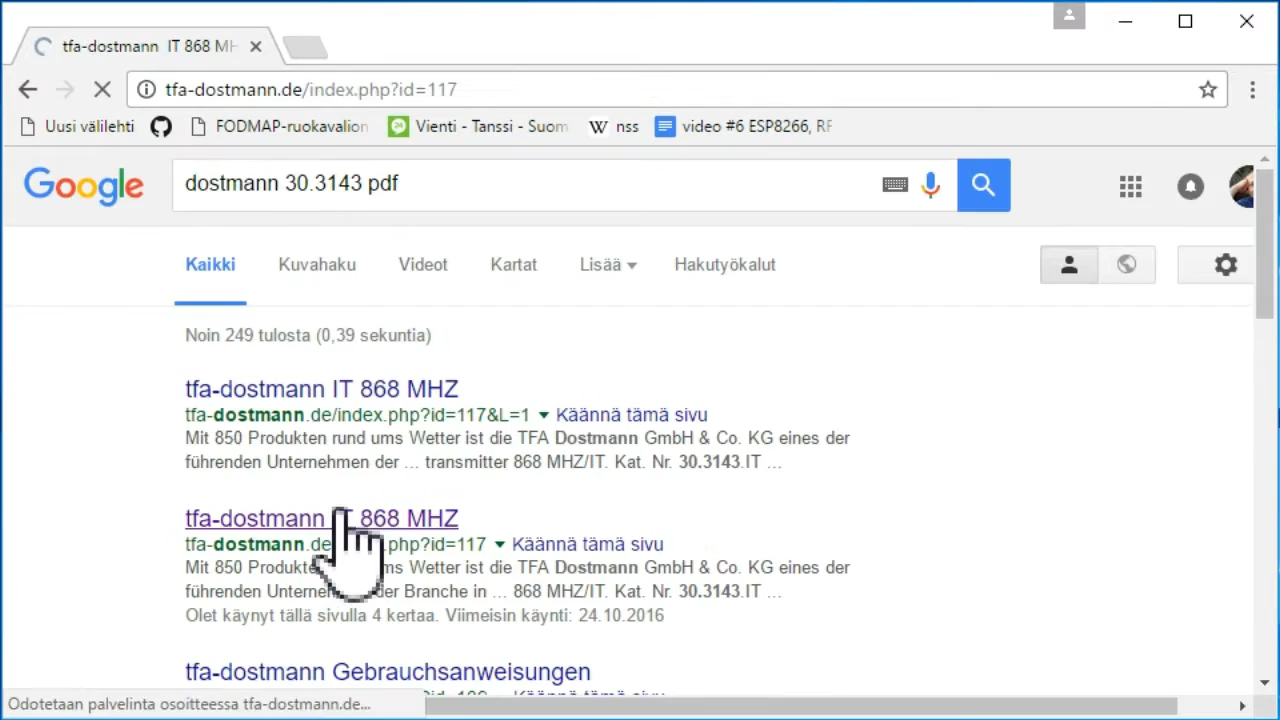 tfa-dostmann IT 868 MH
tfa-dostmann.de/index.php?id=117
Uusi välilehti FODMAP-ruokavalion Vienti - Tanssi - Suom nss video #6 ESP8266, RF
Google dostmann 30.3143 pdf
Kaikki Kuvahaku Videot Kartat Lisää Hakutyökalut
Noin 249 tulosta (0,39 sekuntia)
tfa-dostmann IT 868 MHZ
tfa-dostmann.de/index.php?id=117&L=1 Käännä tämä sivu
Mit 850 Produkten rund ums Wetter ist die TFA Dostmann GmbH & Co. KG eines der
führenden Unternehmen der ... transmitter 868 MHZ/IT. Kat. Nr. 30.3143.IT ...
tfa-dostmann IT 868 MHZ
tfa-dostmann.de php?id=117 Käännä tämä sivu
Mit 850 Produkte ums Wetter ist die TFA Dostmann GmbH & Co. KG eines der
führenden Unterneh der Branche in ... 868 MHZ/IT. Kat. Nr. 30.3143.IT ...
Olet käynyt tällä sivulla 4 kertaa. Viimeisin käynti: 24.10.2016
tfa-dostmann Gebrauchsanweisungen
Käännä tämä sivu
Odotetaan palvelinta osoitteessa tfa-dostmann.de...